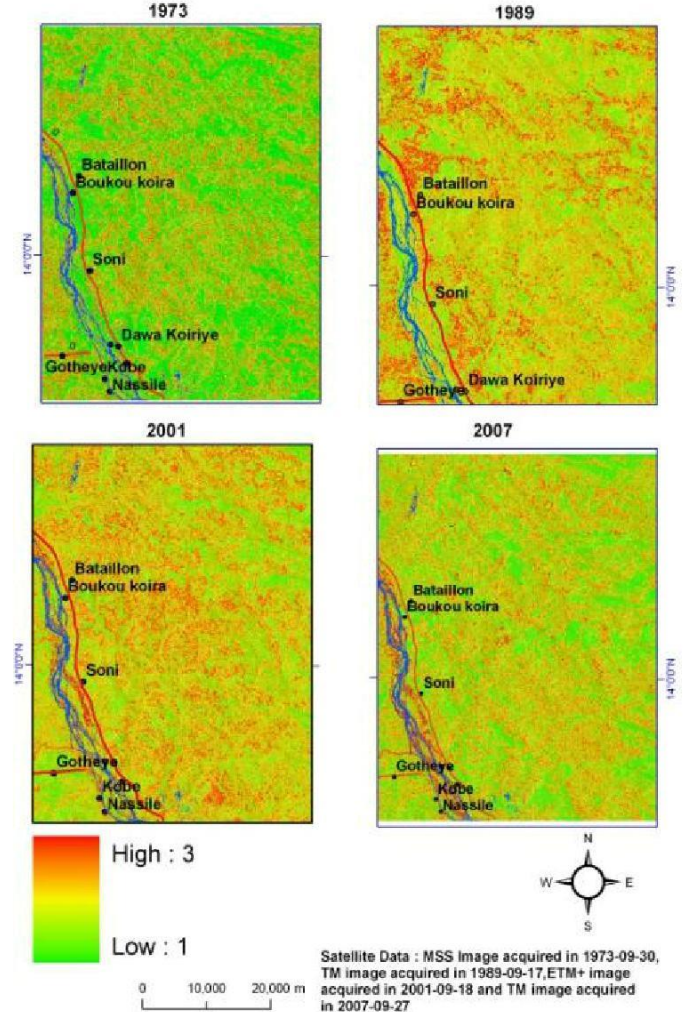 1973
Bataillon
Boukou koira
Soni
Dawa Koiriye
GotheyeKobe
Nassile
14°0'0"N
1989
Bataillon
Boukou koira
Soni
Dawa Koiriye
Gotheye
14°0'0"N
2001
Bataillon
Boukou koira
Soni
Gotheye
Kobe
Nassile
14°0'0"N
2007
Bataillon
Boukou koira
Soni
Gotheye
Kobe
Nassile
14°0'0"N
High : 3
Low : 1
N
W E
S
0 10,000 20,000 m
Satellite Data : MSS Image acquired in 1973-09-30,
TM image acquired in 1989-09-17,ETM+ image
acquired in 2001-09-18 and TM image acquired
in 2007-09-27